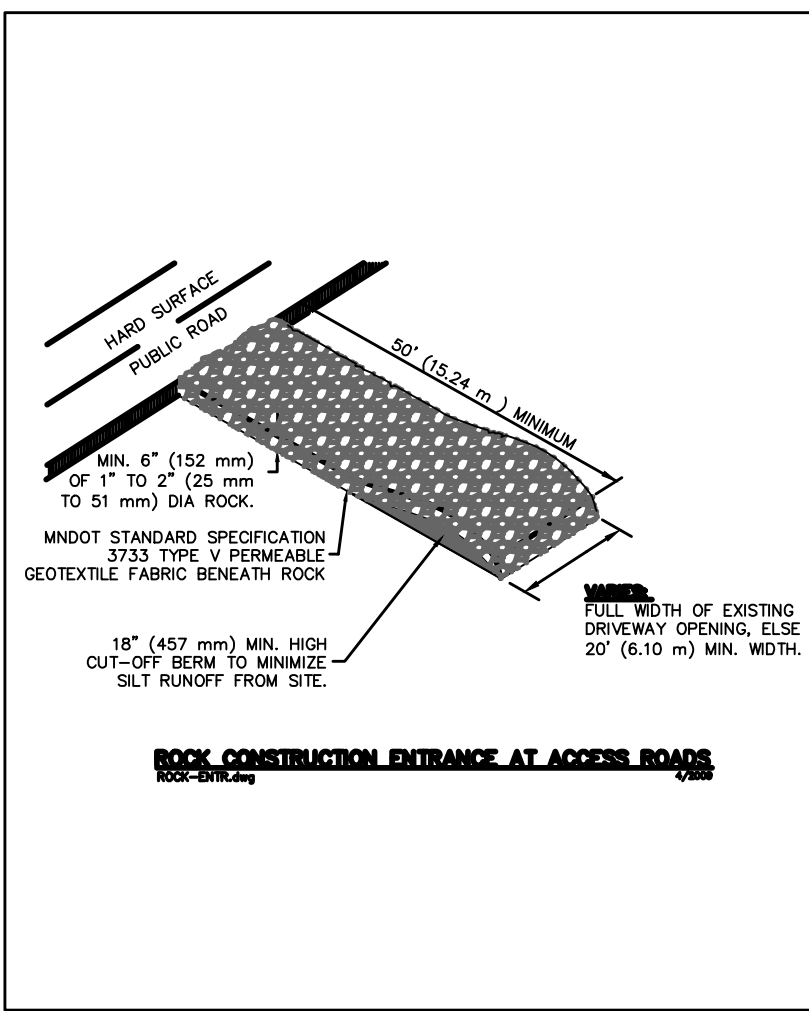 HARD SURFACE
PUBLIC ROAD
50' (15.24 m ) MINIMUM
MIN. 6" (152 mm)
OF 1" TO 2" (25 mm
TO 51 mm) DIA ROCK.
MNDOT STANDARD SPECIFICATION
3733 TYPE V PERMEABLE
GEOTEXTILE FABRIC BENEATH ROCK
18" (457 mm) MIN. HIGH
CUT-OFF BERM TO MINIMIZE
SILT RUNOFF FROM SITE.
VARIES:
FULL WIDTH OF EXISTING
DRIVEWAY OPENING, ELSE
20' (6.10 m) MIN. WIDTH.
ROCK CONSTRUCTION ENTRANCE AT ACCESS ROADS
ROCK-ENTR.dwg
4/2009